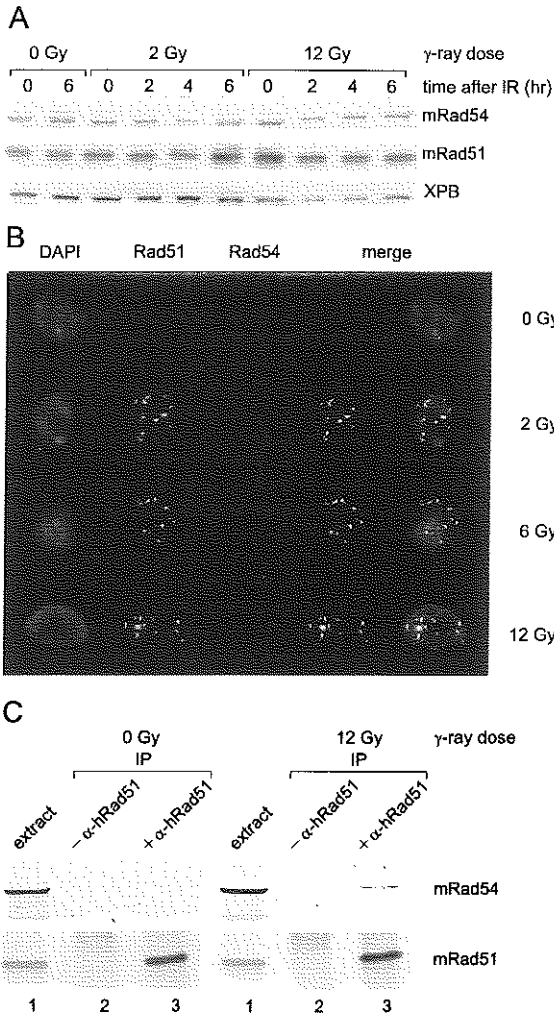 A
0 Gy 2 Gy 12 Gy γ-ray dose
0 6 0 2 4 6 0 2 4 6 time after IR (hr)
mRad54
mRad51
XPB
B
DAPI Rad51 Rad54 merge
0 Gy
2 Gy
6 Gy
12 Gy
C
0 Gy 12 Gy γ-ray dose
IP IP
extract – α-hRad51 + α-hRad51 extract – α-hRad51 + α-hRad51
mRad54
mRad51
1 2 3 1 2 3